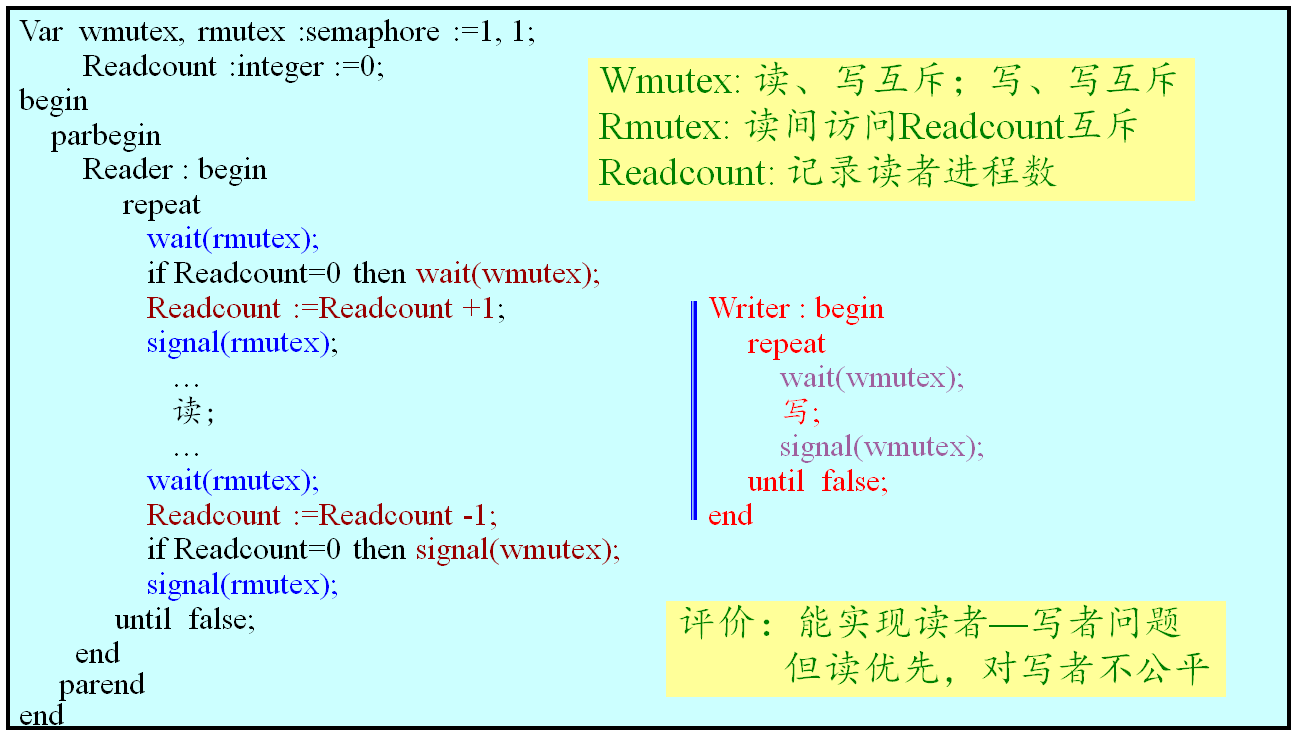 Var wmutex, rmutex :semaphore :=1, 1;
Readcount :integer :=0;
begin
parbegin
Reader : begin
repeat
wait(rmutex);
if Readcount=0 then wait(wmutex);
Readcount :=Readcount +1;
signal(rmutex);
…
读;
…
wait(rmutex);
Readcount :=Readcount -1;
if Readcount=0 then signal(wmutex);
signal(rmutex);
until false;
end
parend
end
Wmutex: 读、写互斥；写、写互斥
Rmutex: 读间访问Readcount互斥
Readcount: 记录读者进程数
Writer : begin
repeat
wait(wmutex);
写;
signal(wmutex);
until false;
end
评价：能实现读者—写者问题
但读优先，对写者不公平